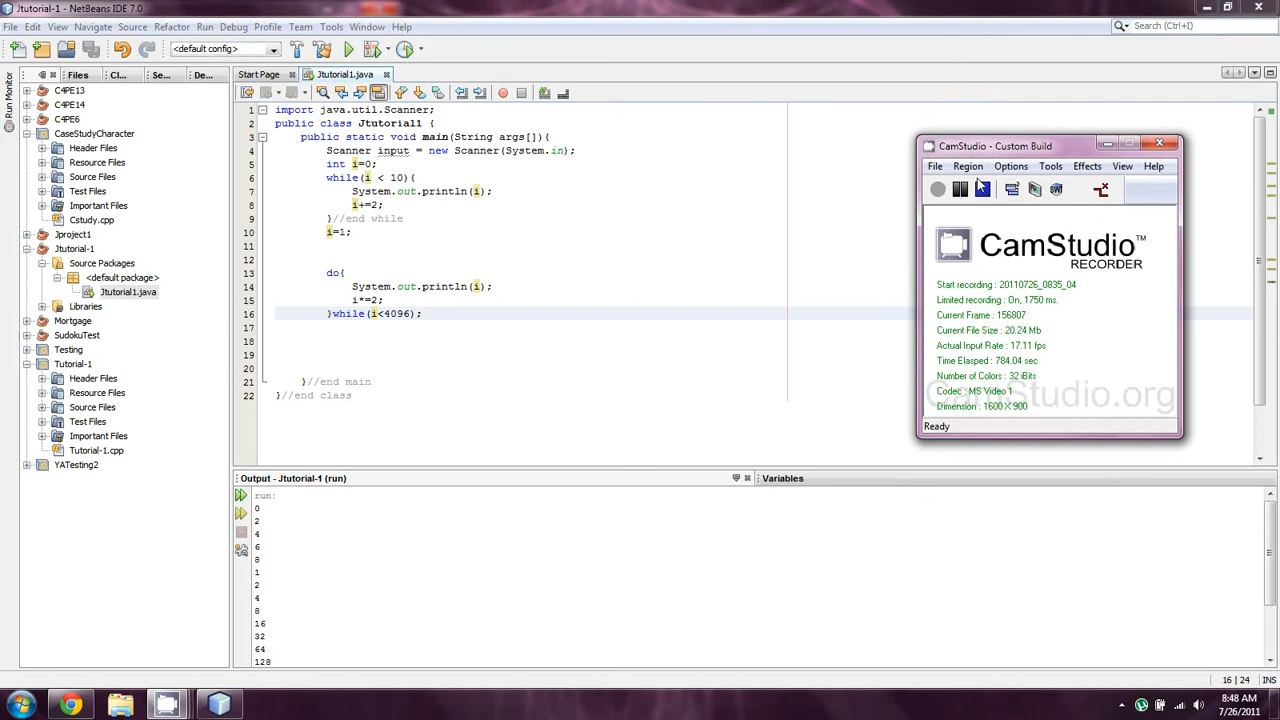 Jtutorial-1 - NetBeans IDE 7.0
File Edit View Navigate Source Refactor Run Debug Profile Team Tools Window Help
Search (Ctrl+I)
<default config>
Files Cl... Se... De...
Start Page Jtutorial1.java
Run Monitor
C4PE13
C4PE14
C4PE6
CaseStudyCharacter
Header Files
Resource Files
Source Files
Test Files
Important Files
Cstudy.cpp
Jproject1
Jtutorial-1
Source Packages
<default package>
Jtutorial1.java
Libraries
Mortgage
SudokuTest
Testing
Tutorial-1
Header Files
Resource Files
Source Files
Test Files
Important Files
Tutorial-1.cpp
YATesting2
1 import java.util.Scanner;
2 public class Jtutorial1 {
3 public static void main(String args[]){
4 Scanner input = new Scanner(System.in);
5 int i=0;
6 while(i < 10){
7 System.out.println(i);
8 i+=2;
9 }//end while
10 i=1;
11
12
13 do{
14 System.out.println(i);
15 i*=2;
16 }while(i<4096);
17
18
19
20
21 }//end main
22 }//end class
CamStudio - Custom Build
File Region Options Tools Effects View Help
CamStudio™
RECORDER
Start recording : 20110726_0835_04
Limited recording : On, 1750 ms.
Current Frame : 156807
Current File Size : 20.24 Mb
Actual Input Rate : 17.11 fps
Time Elasped : 784.04 sec
Number of Colors : 32 iBits
Codec : MS Video 1
Dimension : 1600 X 900
CamStudio.org
Ready
Output - Jtutorial-1 (run)
Variables
run:
0
2
4
6
8
1
2
4
8
16
32
64
128
16 | 24 INS
8:48 AM
7/26/2011